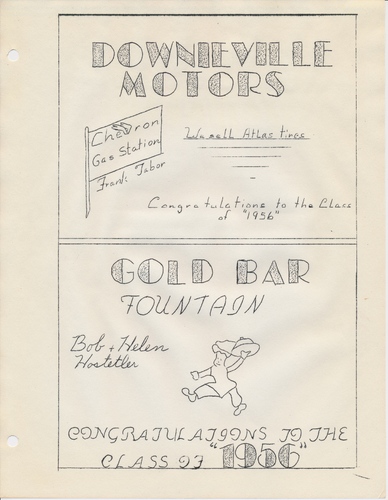 DOWNIEVILLE
MOTORS
Chevron
Gas Station
Frank Tabor
We sell Atlas tires
Congratulations to the Class
of "1956"
GOLD BAR
FOUNTAIN
Bob + Helen
Hostetler
CONGRATULATIONS TO THE
CLASS OF "1956"